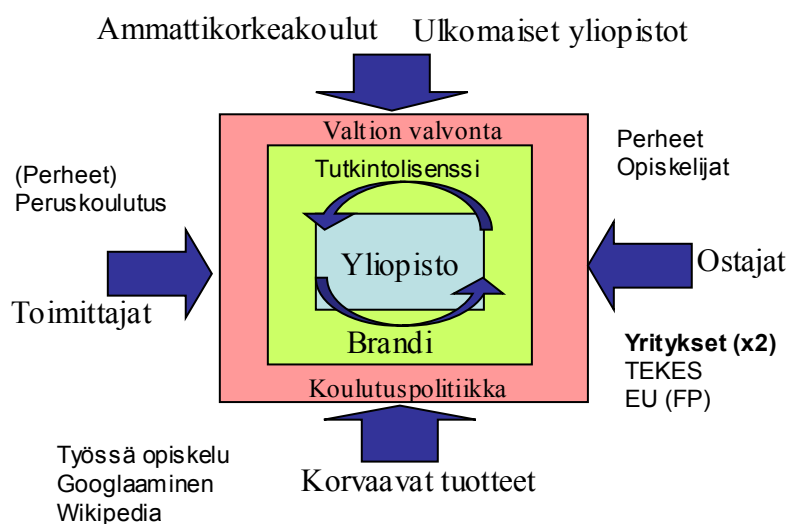 Ammattikorkeakoulut Ulkomaiset yliopistot
Valtion valvonta
Tutkintolisenssi
(Perheet)
Peruskoulutus
Perheet
Opiskelijat
Yliopisto
Ostajat
Toimittajat
Brandi
Koulutuspolitiikka
Yritykset (x2)
TEKES
EU (FP)
Työssä opiskelu
Googlaaminen
Wikipedia
Korvaavat tuotteet